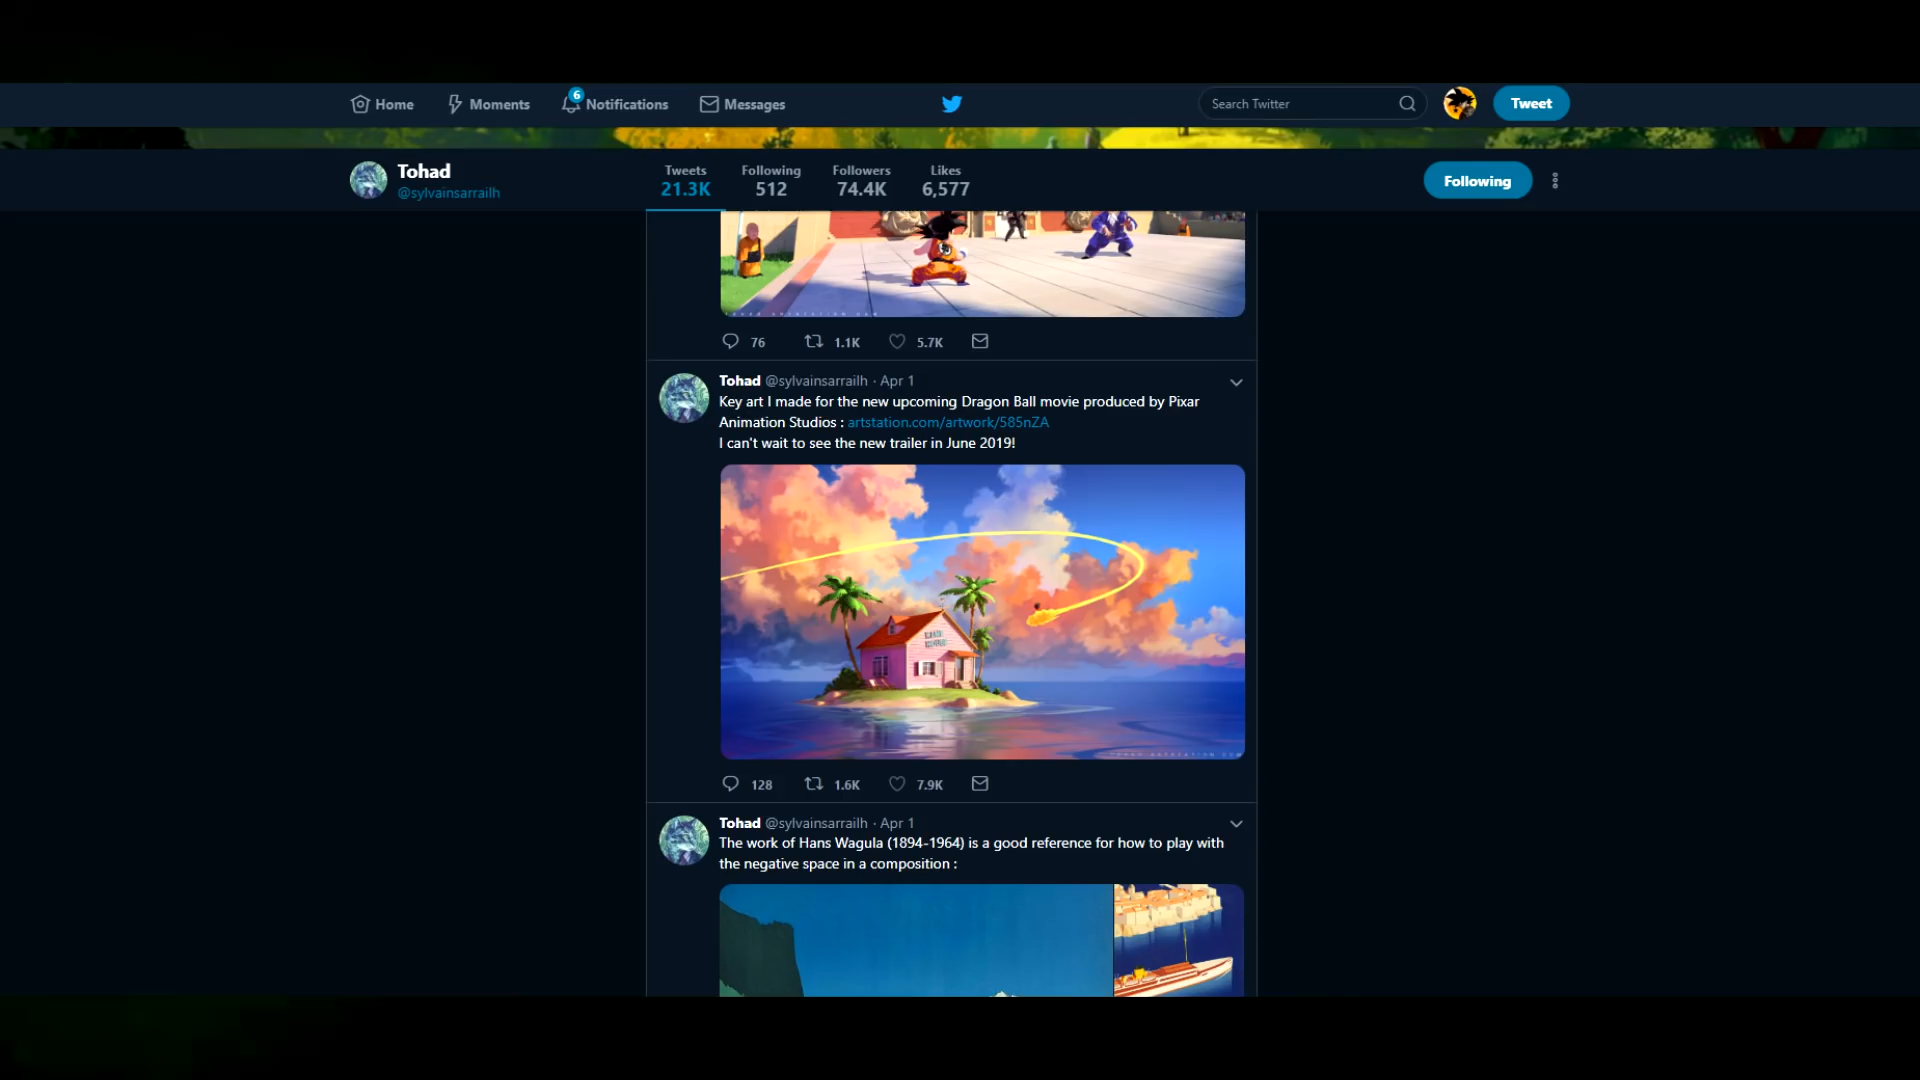 Home
Moments
6
Notifications
Messages
Search Twitter
Tweet
Tohad
@sylvainsarrailh
Tweets
21.3K
Following
512
Followers
74.4K
Likes
6,577
Following
76
1.1K
5.7K
Tohad @sylvainsarrailh · Apr 1
Key art I made for the new upcoming Dragon Ball movie produced by Pixar
Animation Studios : artstation.com/artwork/585nZA
I can't wait to see the new trailer in June 2019!
128
1.6K
7.9K
Tohad @sylvainsarrailh · Apr 1
The work of Hans Wagula (1894-1964) is a good reference for how to play with
the negative space in a composition :